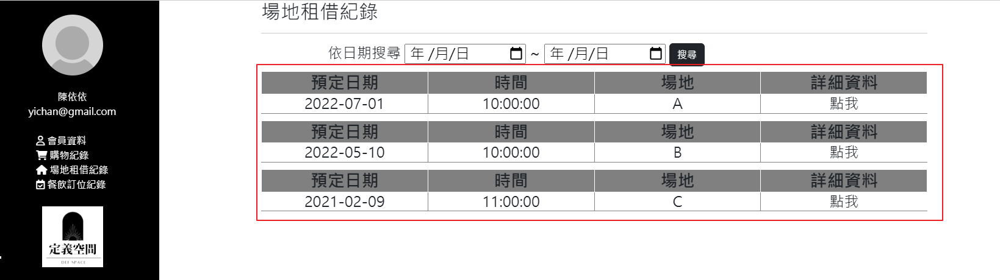 場地租借紀錄
依日期搜尋 年 /月/日 ~ 年 /月/日 搜尋
預定日期 時間 場地 詳細資料
2022-07-01 10:00:00 A 點我
預定日期 時間 場地 詳細資料
2022-05-10 10:00:00 B 點我
預定日期 時間 場地 詳細資料
2021-02-09 11:00:00 C 點我
陳依依
yichan@gmail.com
會員資料
購物紀錄
場地租借紀錄
餐飲訂位紀錄
定義空間
DEF SPACE